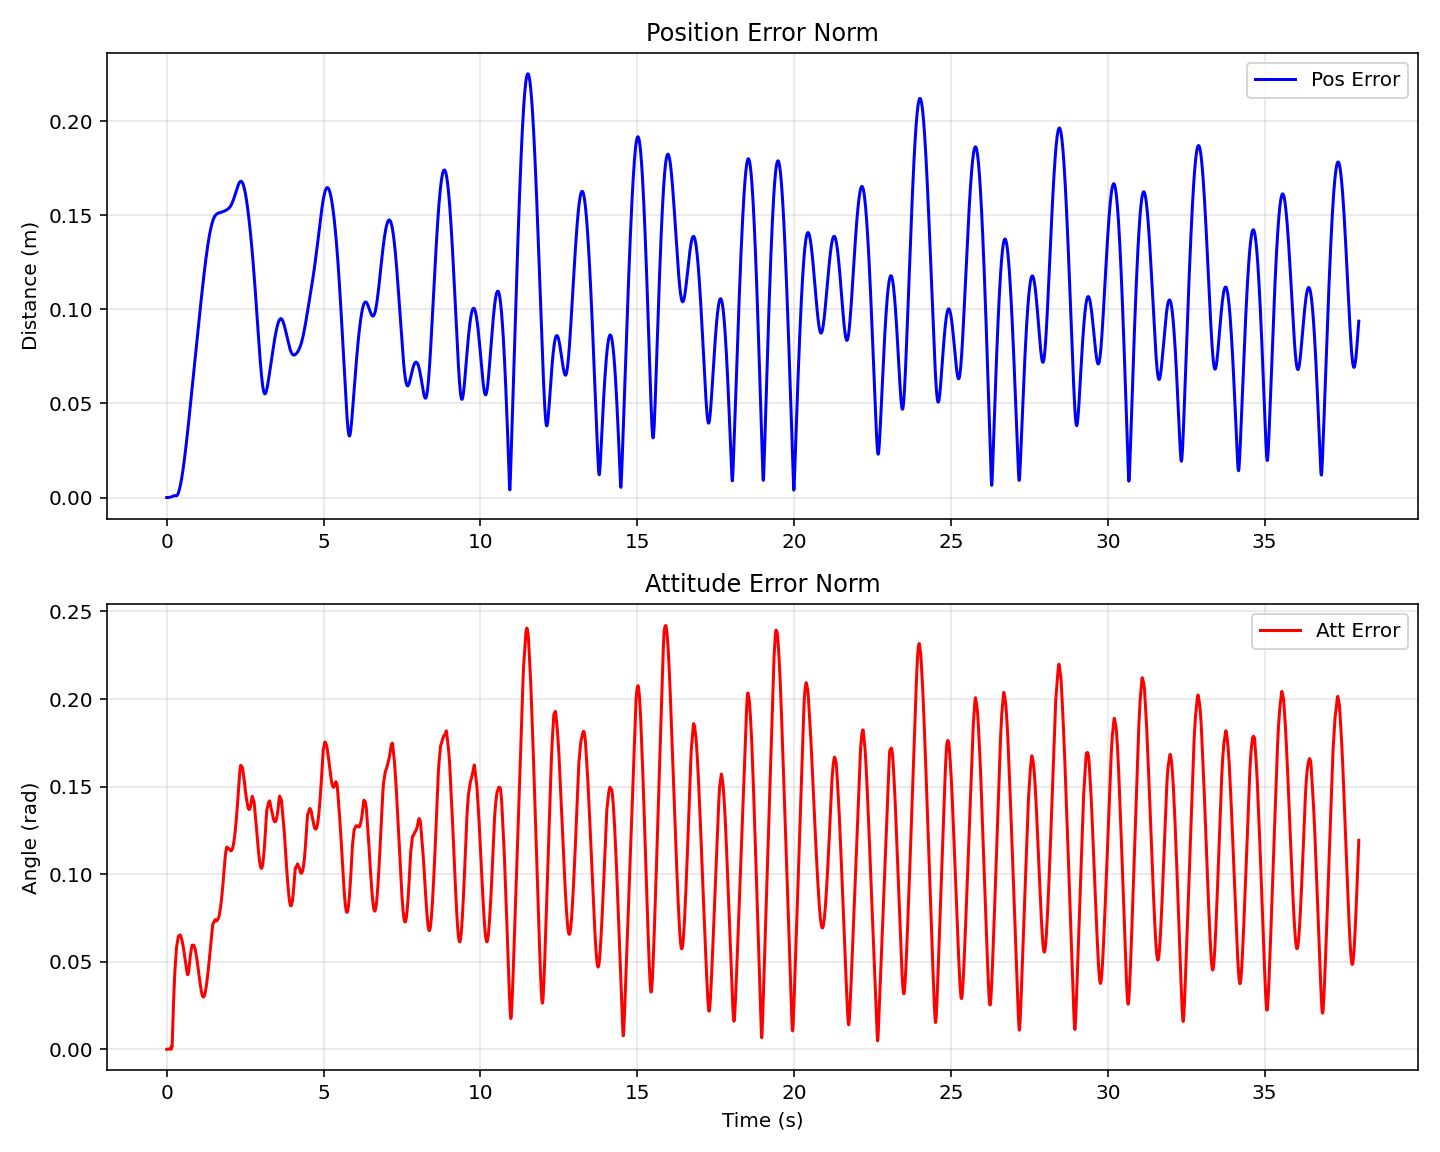 Position Error Norm
Pos Error
Distance (m)
0.20
0.15
0.10
0.05
0.00
0 5 10 15 20 25 30 35
Attitude Error Norm
Att Error
Angle (rad)
0.25
0.20
0.15
0.10
0.05
0.00
0 5 10 15 20 25 30 35
Time (s)